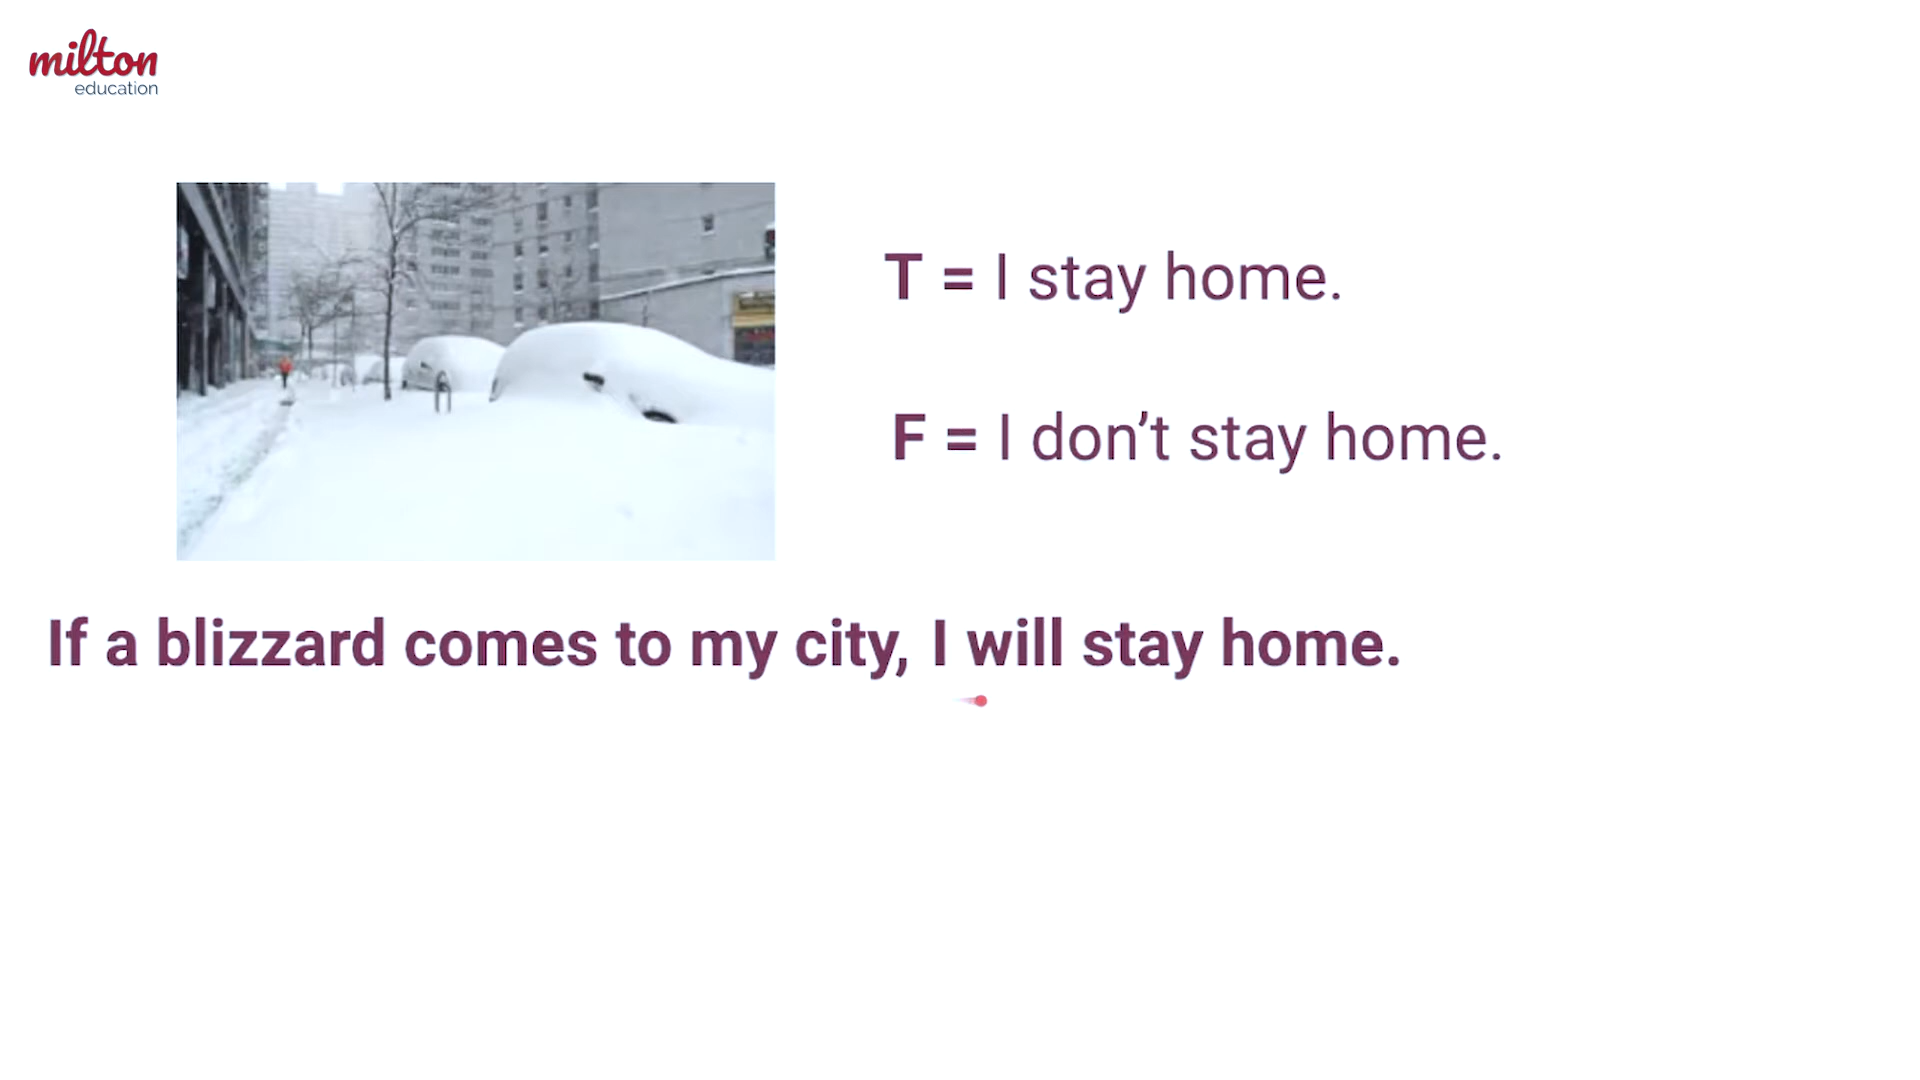 milton
education
T = I stay home.
F = I don’t stay home.
If a blizzard comes to my city, I will stay home.